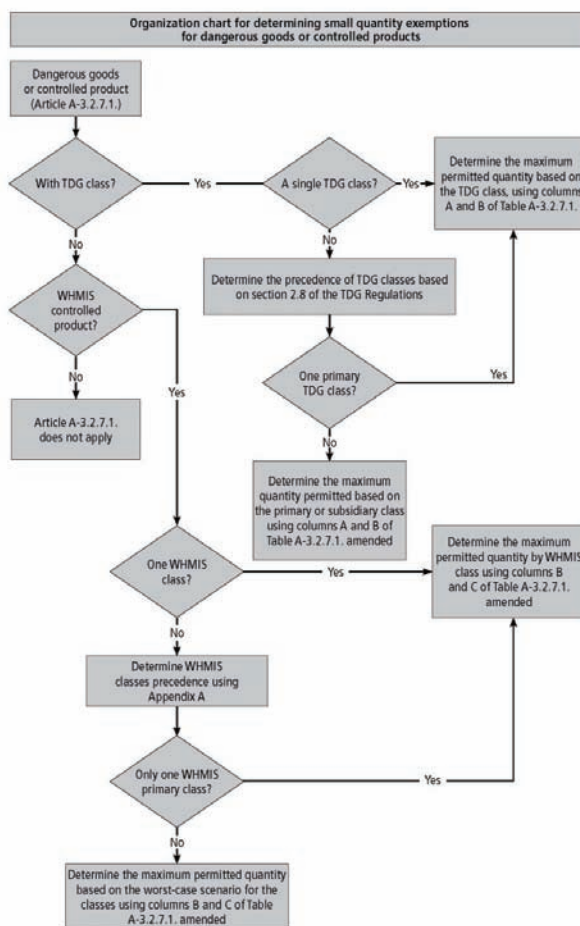 Organization chart for determining small quantity exemptions
for dangerous goods or controlled products
Dangerous goods
or controlled product
(Article A-3.2.7.1.)
With TDG class?
Yes
A single TDG class?
Yes
Determine the maximum
permitted quantity based on
the TDG class, using columns
A and B of Table A-3.2.7.1.
No
No
Determine the precedence of TDG classes based
on section 2.8 of the TDG Regulations
WHMIS
controlled
product?
One primary
TDG class?
Yes
No
Yes
Article A-3.2.7.1.
does not apply
No
Determine the maximum
quantity permitted based on
the primary or subsidiary class
using columns A and B of
Table A-3.2.7.1. amended
One WHMIS
class?
Yes
Determine the maximum
permitted quantity by WHMIS
class using columns B
and C of Table A-3.2.7.1.
amended
No
Determine WHMIS
classes precedence using
Appendix A
Only one WHMIS
primary class?
Yes
No
Determine the maximum permitted quantity
based on the worst-case scenario for the
classes using columns B and C of Table
A-3.2.7.1. amended